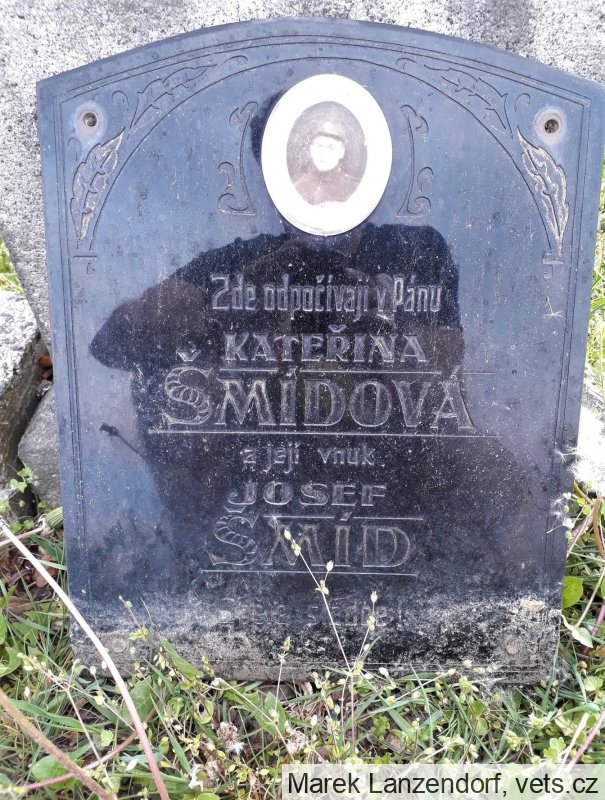 Zde odpočívají v Pánu
KATEŘINA
ŠMÍDOVÁ
a její vnuk
JOSEF
ŠMÍD
Marek Lanzendorf, vets.cz